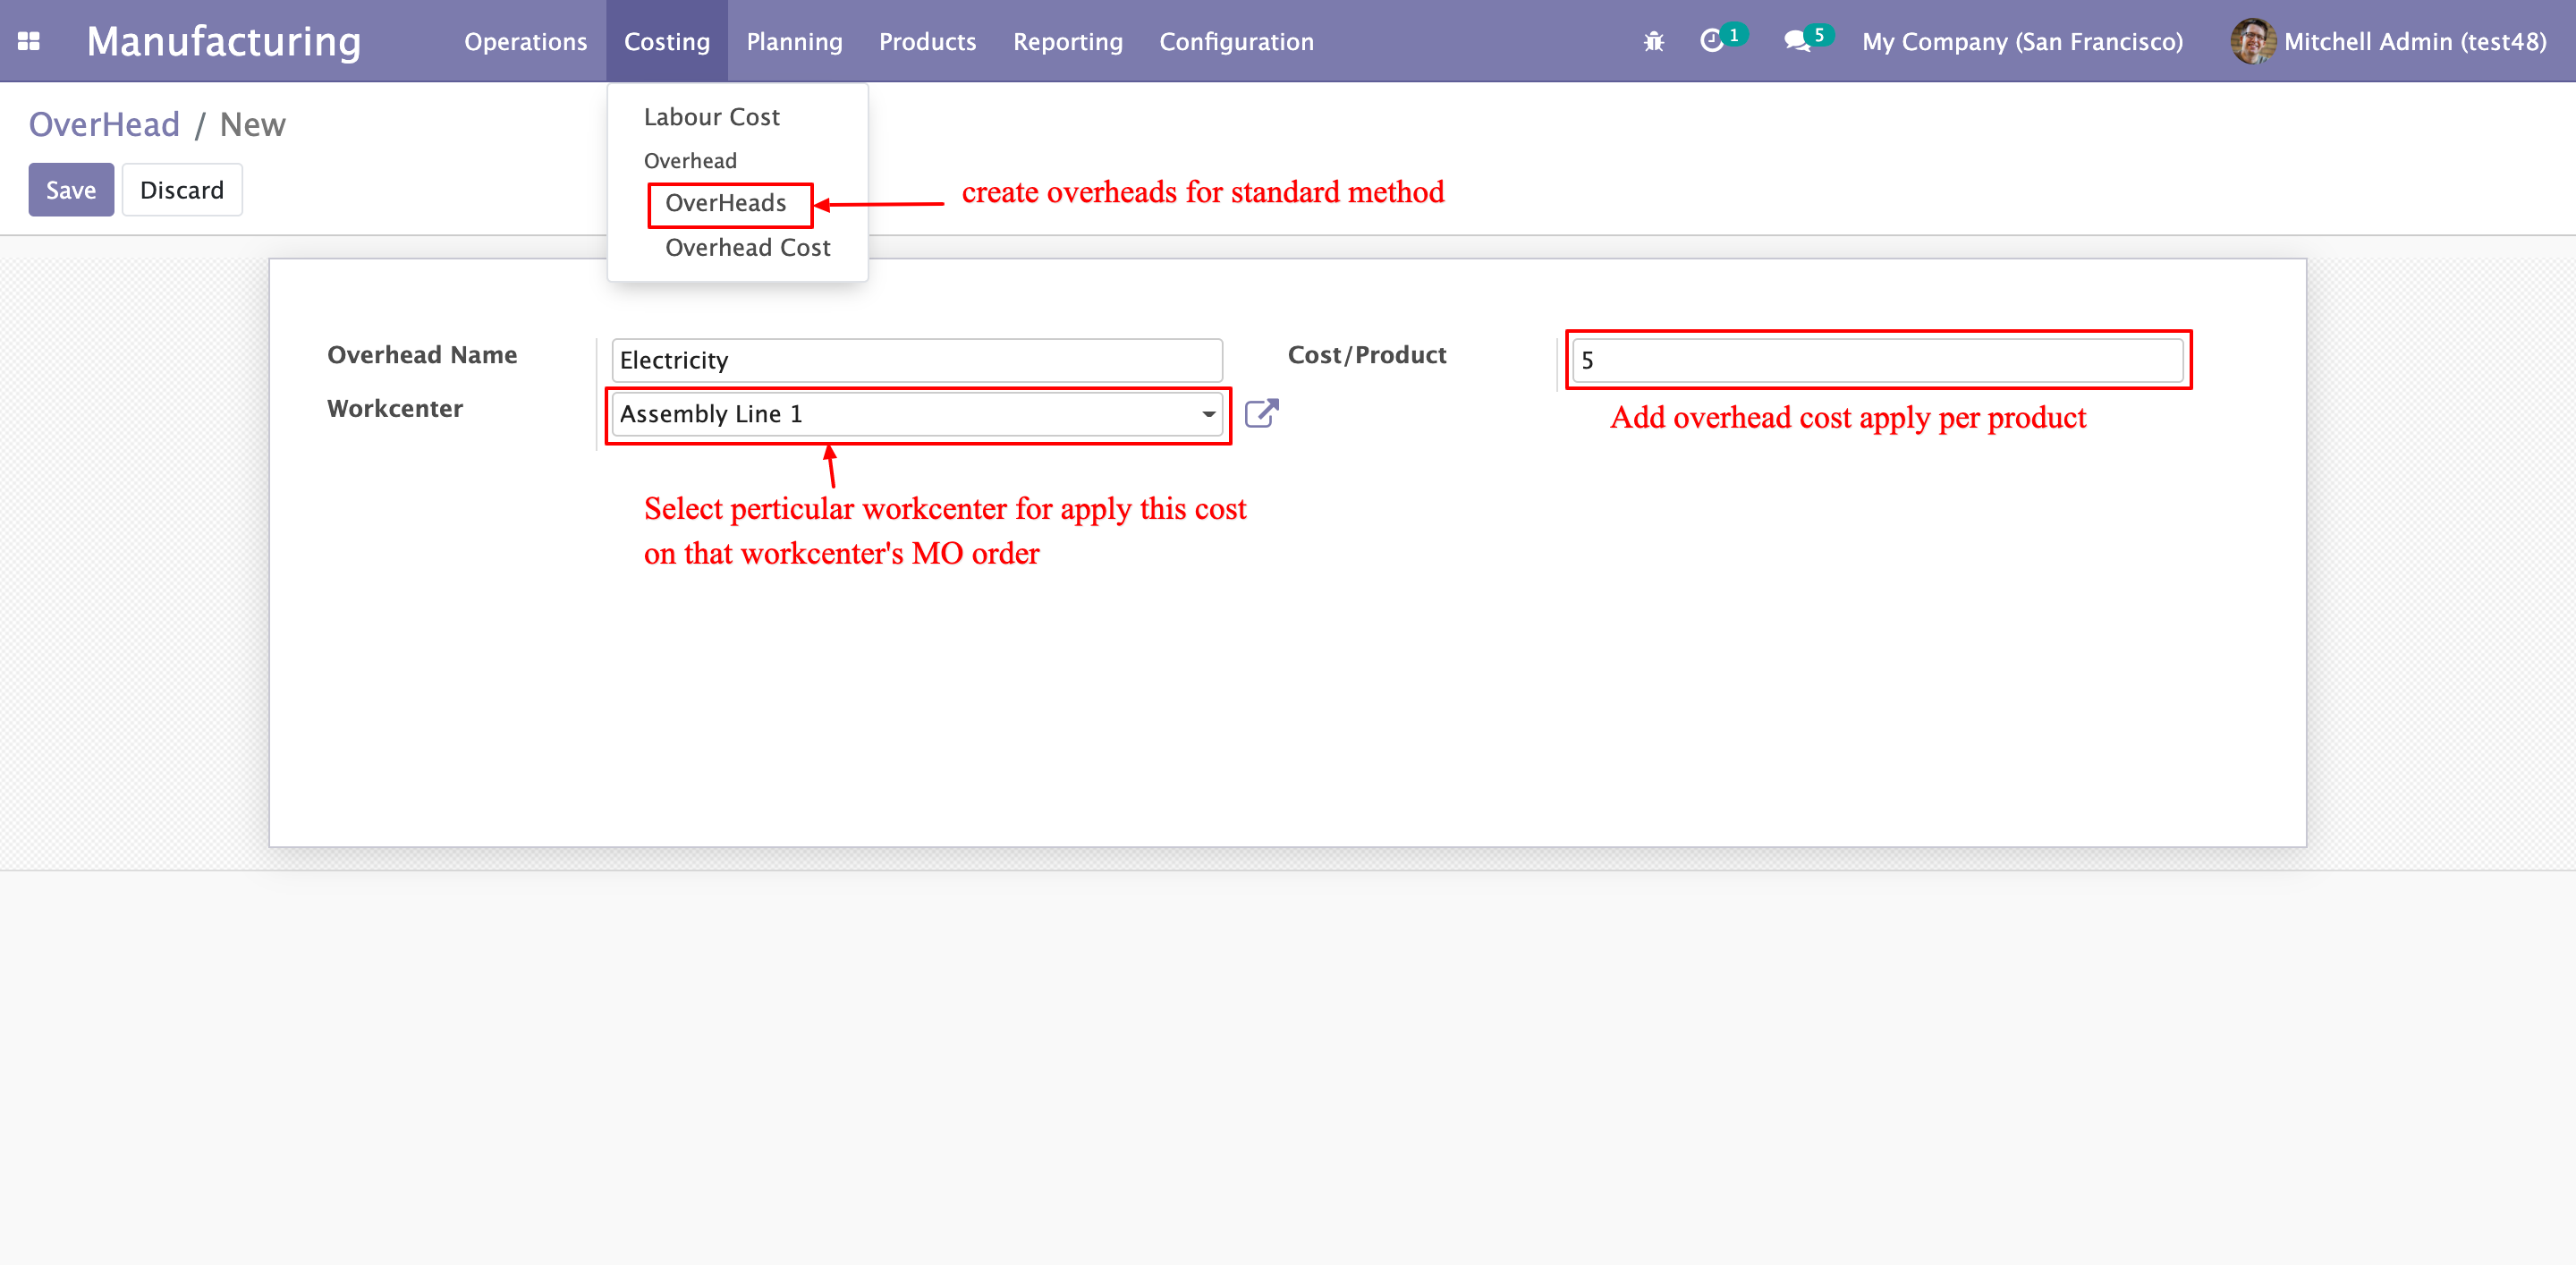 Manufacturing Operations Costing Planning Products Reporting Configuration 1 5 My Company (San Francisco) Mitchell Admin (test48)
OverHead / New
Save Discard
Labour Cost
Overhead
OverHeads
Overhead Cost
create overheads for standard method
Overhead Name Electricity Cost/Product 5
Workcenter Assembly Line 1
Add overhead cost apply per product
Select perticular workcenter for apply this cost
on that workcenter's MO order